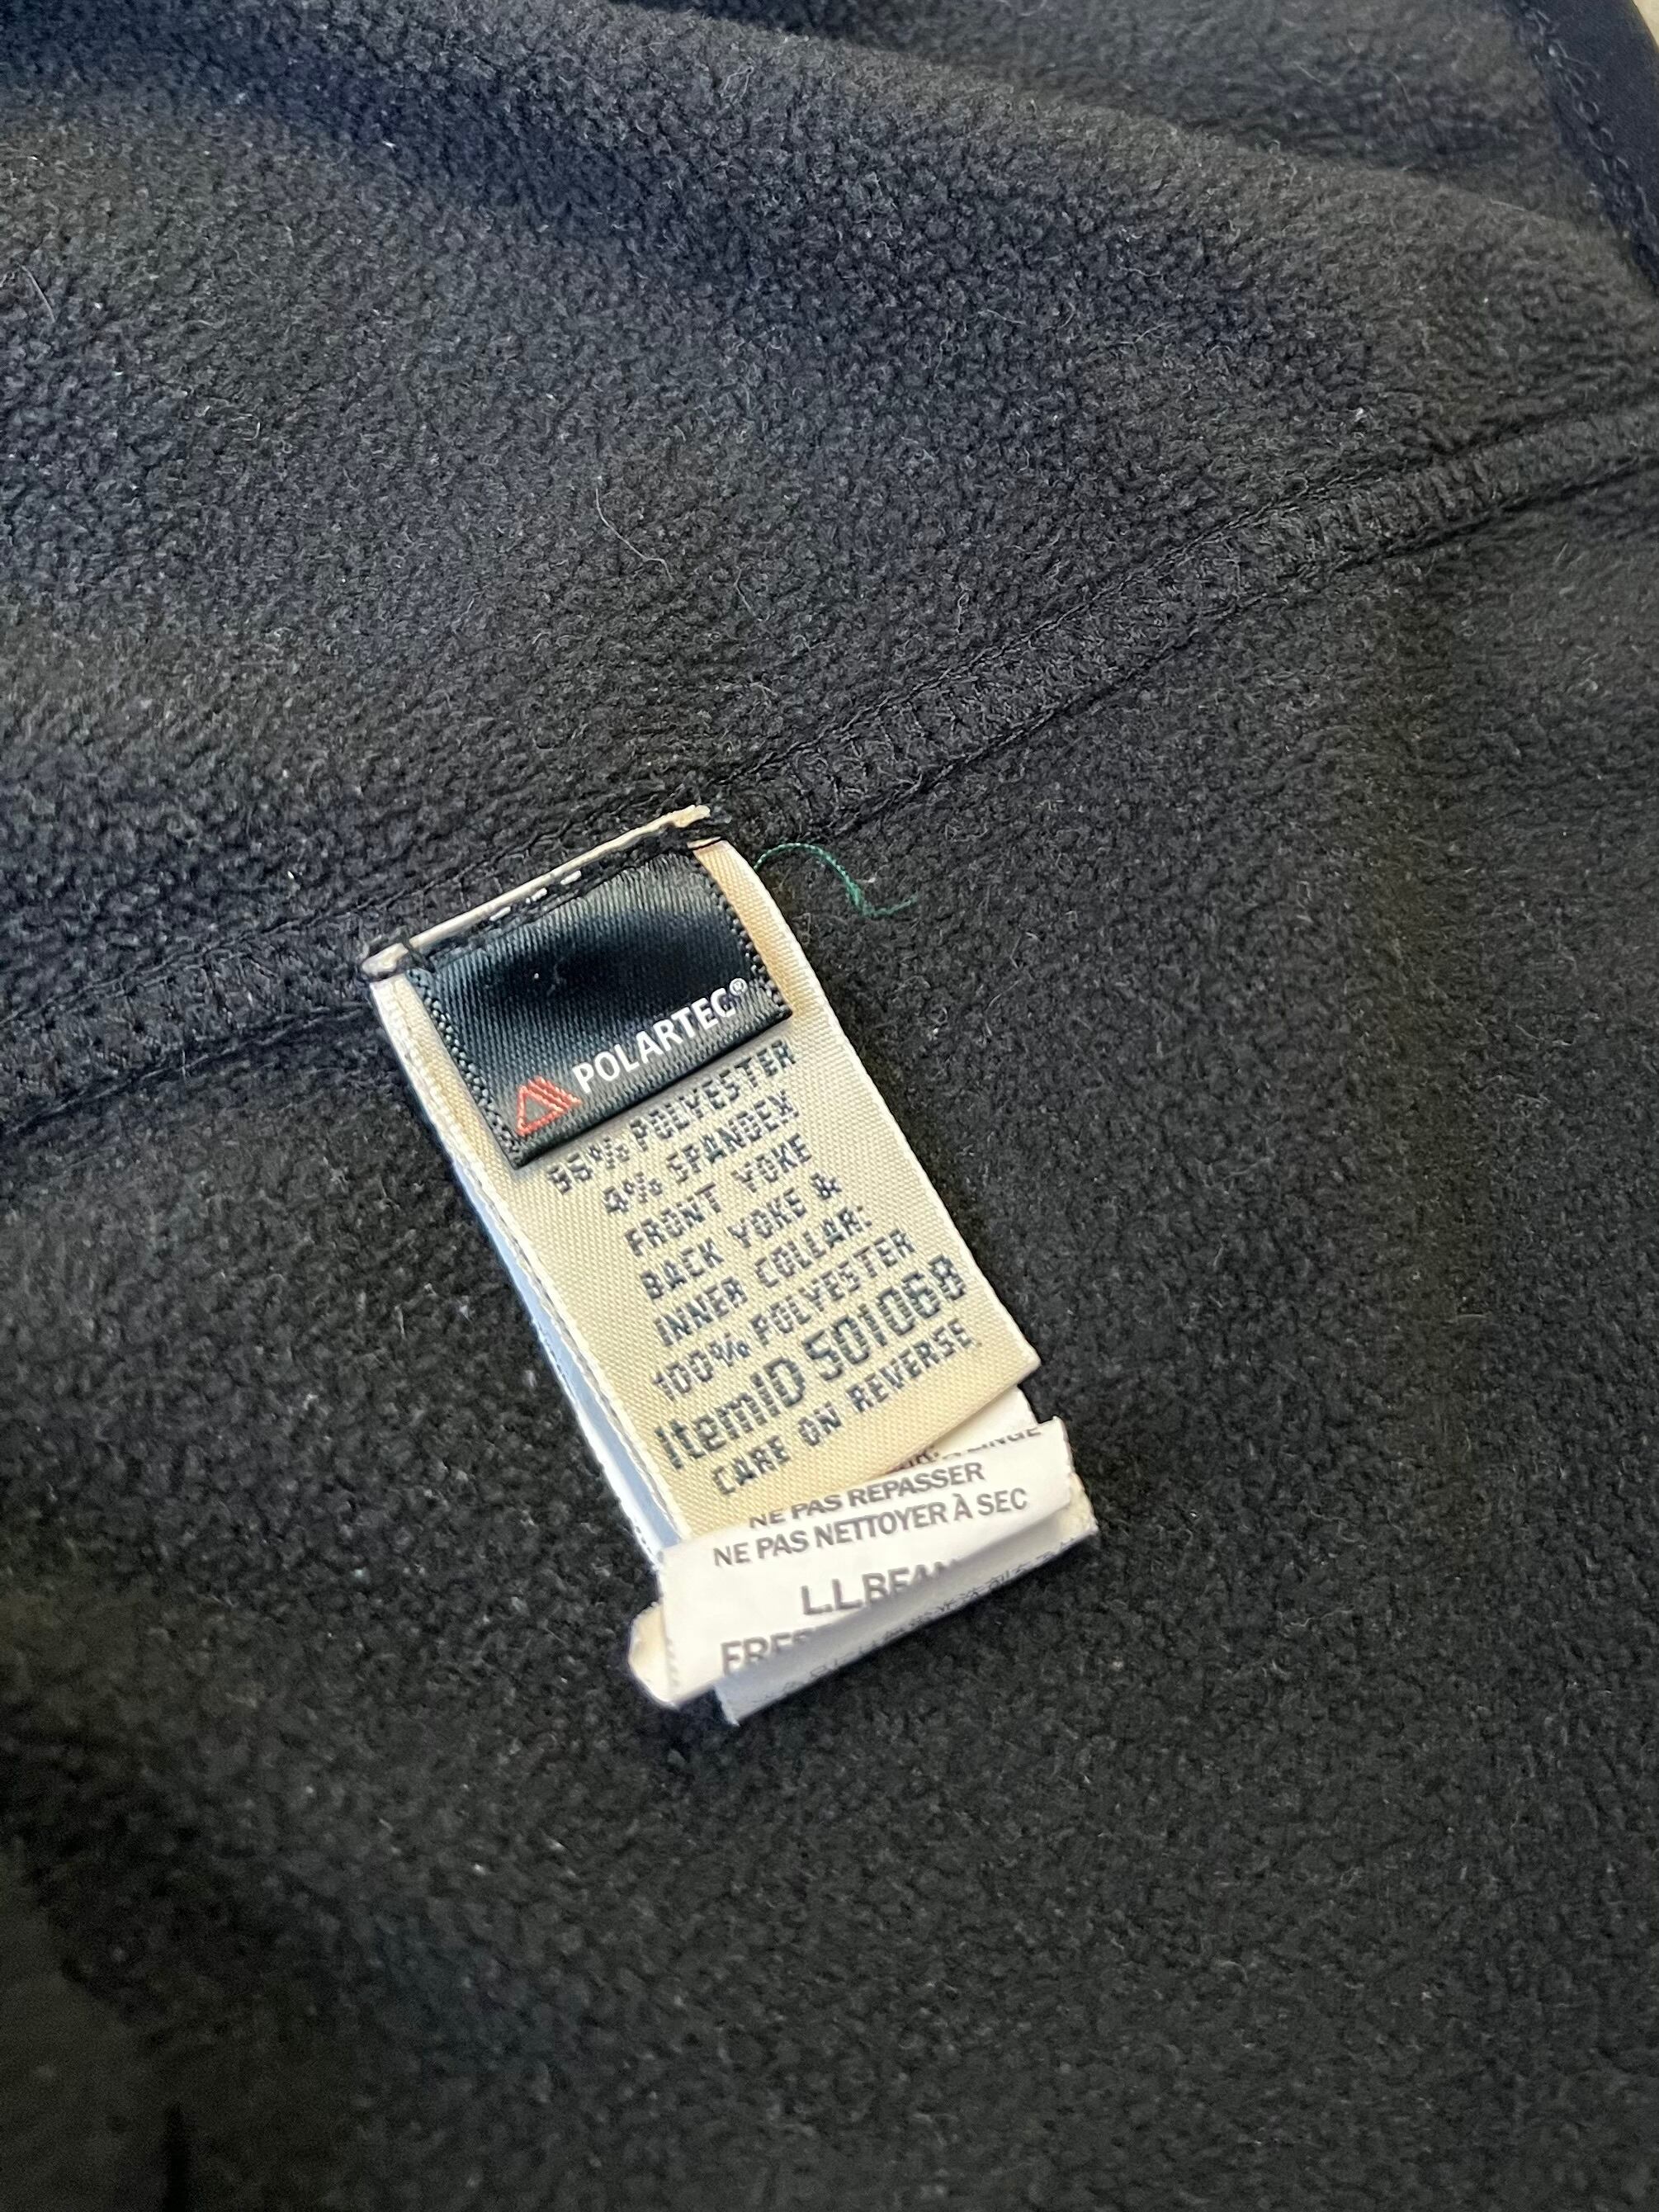 POLARTEC®
96% POLYESTER
4% SPANDEX
FRONT YOKE
BACK YOKE &
INNER COLLAR:
100% POLYESTER
ItemID 501068
CARE ON REVERSE
NE PAS REPASSER
NE PAS NETTOYER À SEC
L.L.BEAN